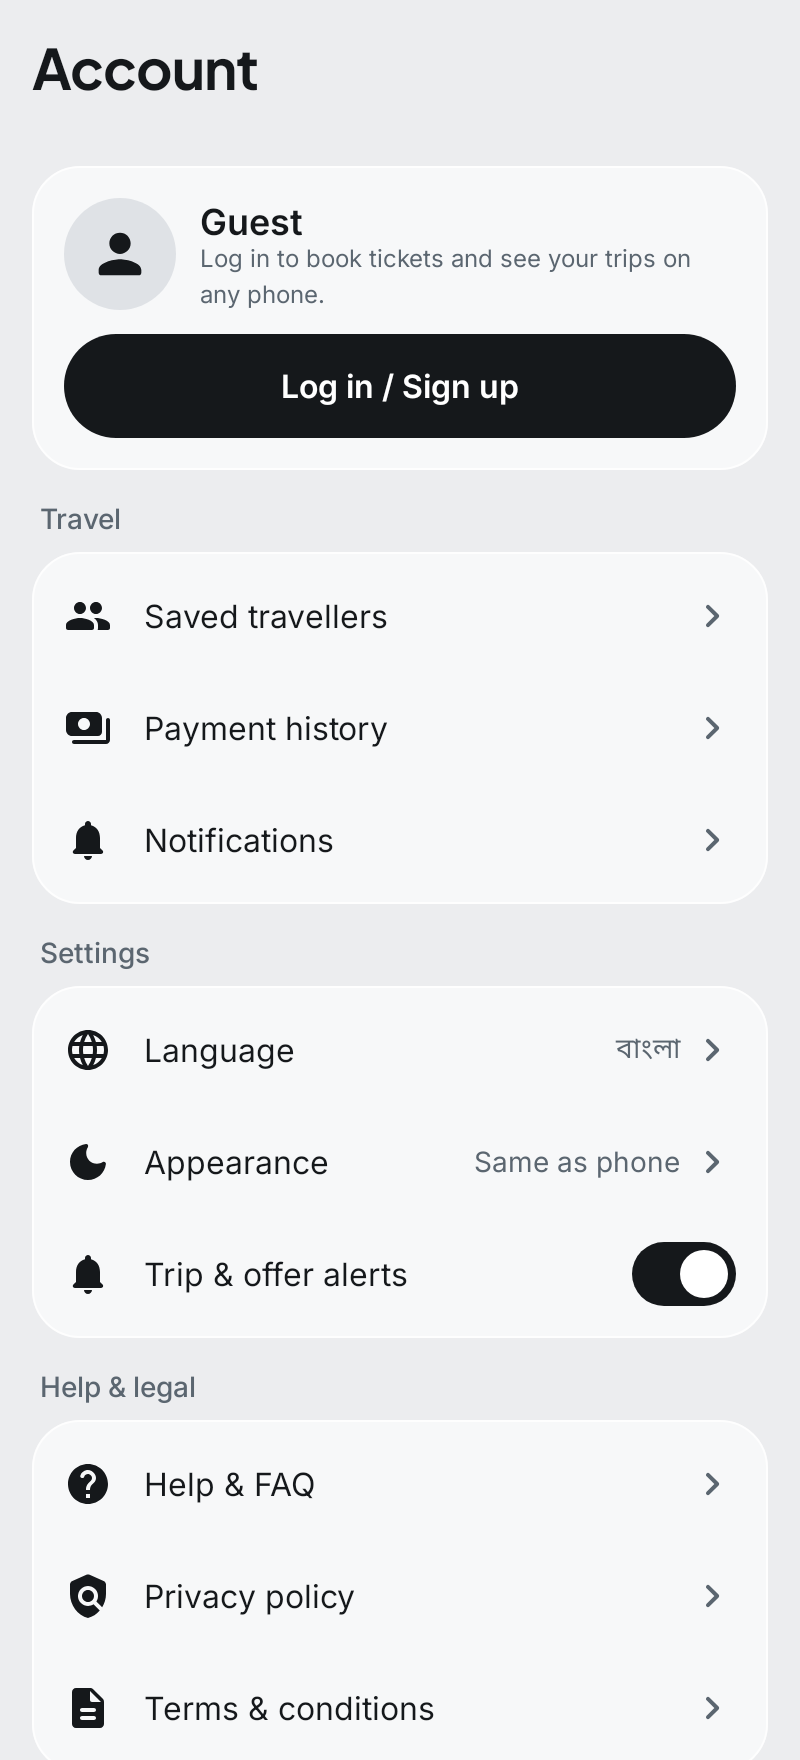 Account
Guest
Log in to book tickets and see your trips on
any phone.
Log in / Sign up
Travel
Saved travellers
Payment history
Notifications
Settings
Language বাংলা
Appearance Same as phone
Trip & offer alerts
Help & legal
Help & FAQ
Privacy policy
Terms & conditions